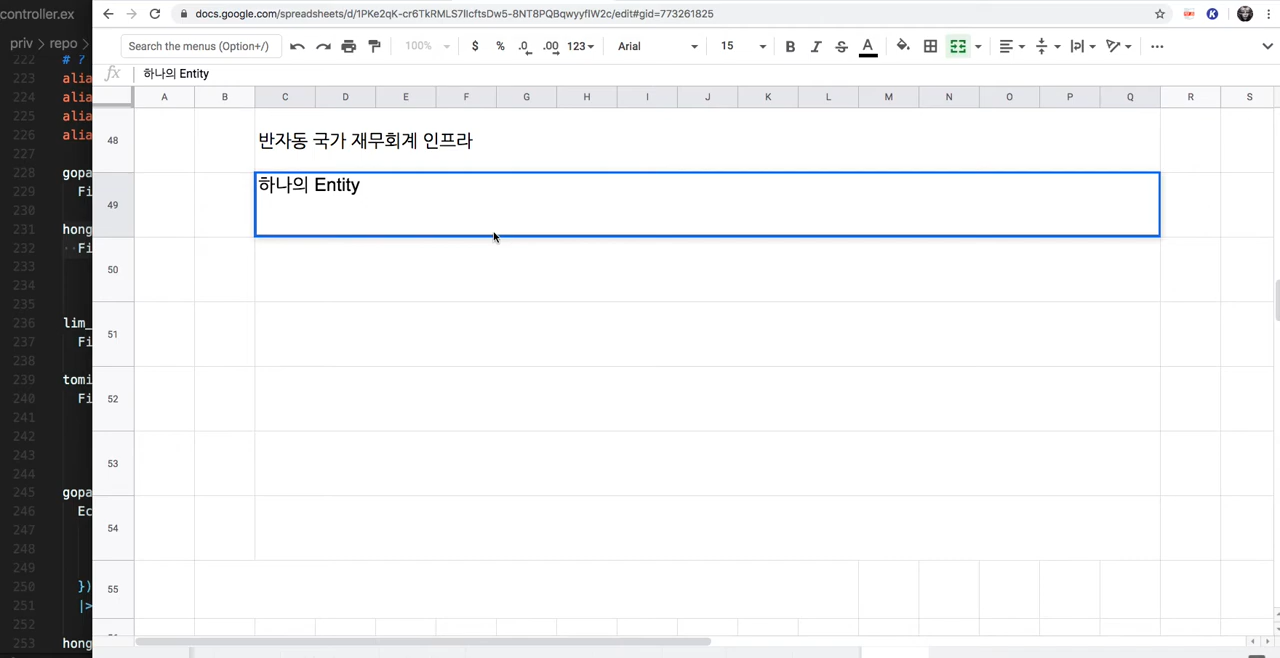 controller.ex
docs.google.com/spreadsheets/d/1PKe2qK-cr6TkRMLS7IlcftsDw5-8NT8PQBqwyyfIW2c/edit#gid=773261825
priv > repo >
Search the menus (Option+/)
100%
$ % .0 .00 123
Arial
15
B I S A
fx 하나의 Entity
A B C D E F G H I J K L M N O P Q R S
48 반자동 국가 재무회계 인프라
49 하나의 Entity
50
51
52
53
54
55
222 # ?
223 alia
224 alia
225 alia
226 alia
227
228 gopa
229 Fi
230
231 hong
232 Fi
233
234
235
236 lim_
237 Fi
238
239 tomi
240 Fi
241
242
243
244
245 gopa
246 Ec
247
248
249
250 })
251 |>
252
253 hong